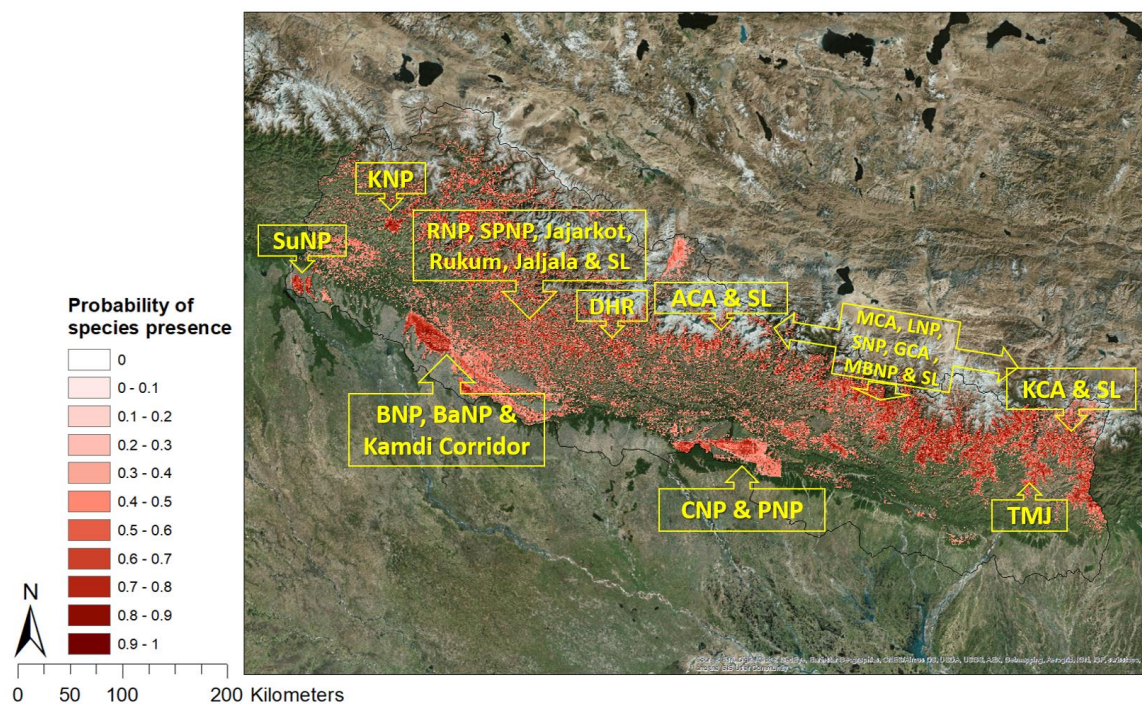 KNP
SuNP
RNP, SPNP, Jajarkot,
Rukum, Jaljala & SL
DHR
ACA & SL
MCA, LNP,
SNP, GCA ,
MBNP & SL
KCA & SL
BNP, BaNP &
Kamdi Corridor
CNP & PNP
TMJ
Probability of
species presence
0
0 - 0.1
0.1 - 0.2
0.2 - 0.3
0.3 - 0.4
0.4 - 0.5
0.5 - 0.6
0.6 - 0.7
0.7 - 0.8
0.8 - 0.9
0.9 - 1
N
0 50 100 200 Kilometers